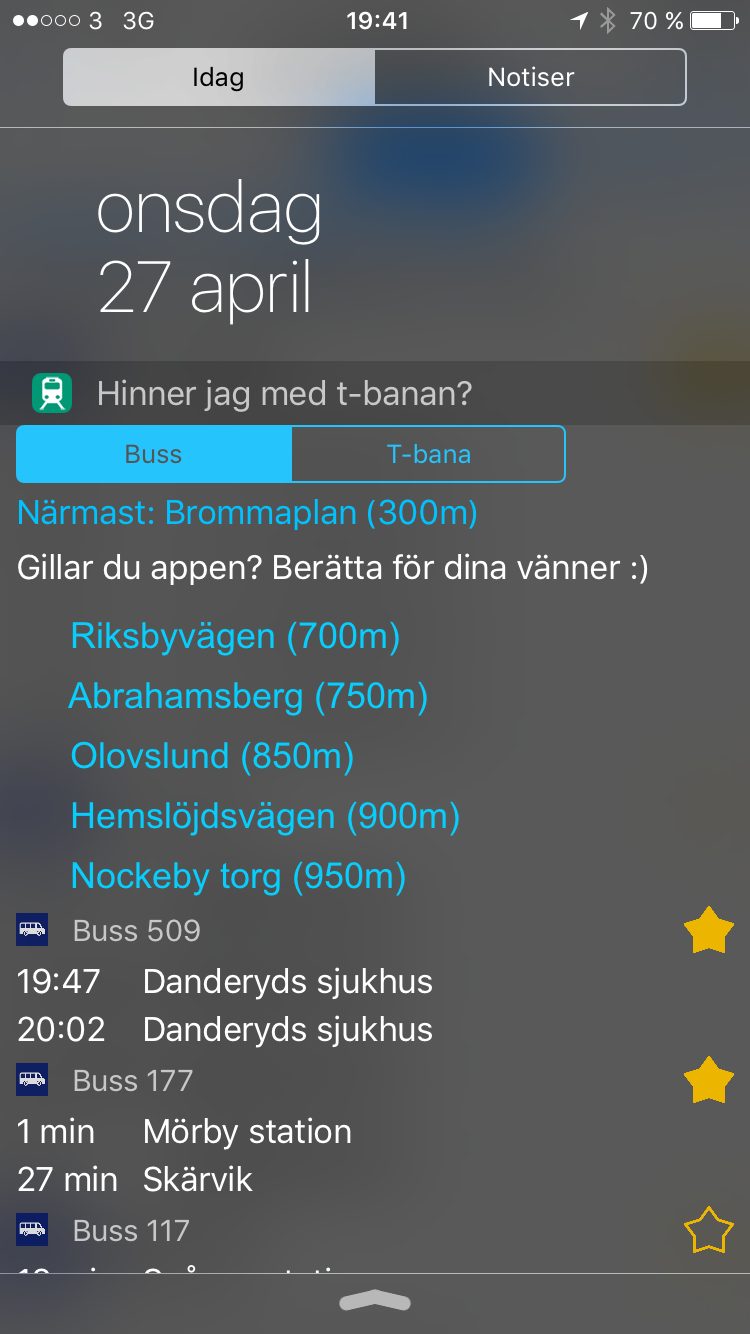 3 3G 19:41 70 %
Idag Notiser
onsdag
27 april
Hinner jag med t-banan?
Buss T-bana
Närmast: Brommaplan (300m)
Gillar du appen? Berätta för dina vänner :)
Riksbyvägen (700m)
Abrahamsberg (750m)
Olovslund (850m)
Hemslöjdsvägen (900m)
Nockeby torg (950m)
Buss 509
19:47 Danderyds sjukhus
20:02 Danderyds sjukhus
Buss 177
1 min Mörby station
27 min Skärvik
Buss 117